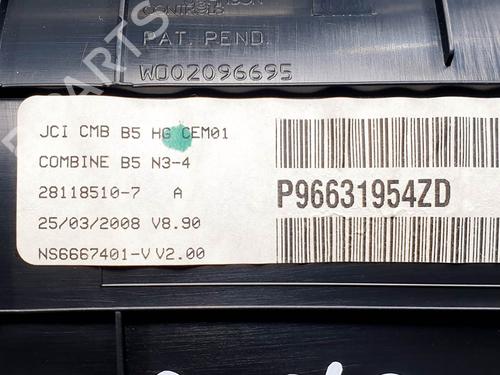 CONTROLS
PAT. PEND.
W002096695
JCI CMB B5 HG CEM01
COMBINE B5 N3-4
28118510-7 A
25/03/2008 V8.90
NS6667401-V V2.00
P96631954ZD